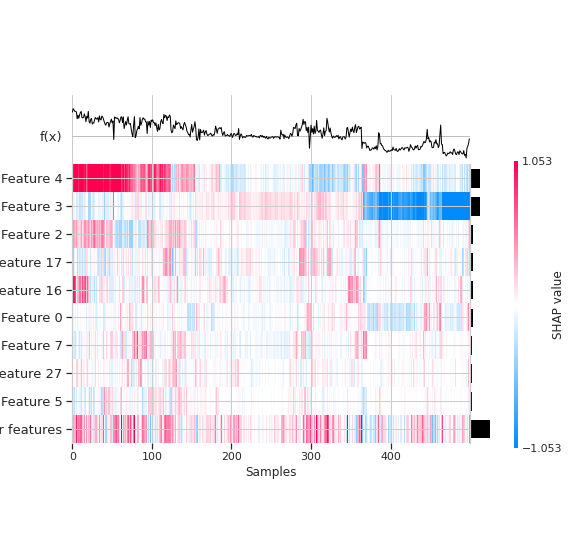 f(x)
Feature 4
Feature 3
Feature 2
eature 17
eature 16
Feature 0
Feature 7
eature 27
Feature 5
r features
0 100 200 300 400
Samples
1.053
SHAP value
−1.053